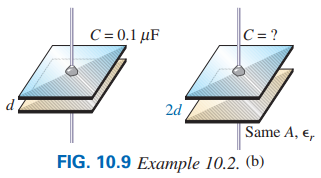 C = 0.1 μF
C = ?
d
2d
Same A, ϵr
FIG. 10.9 Example 10.2. (b)